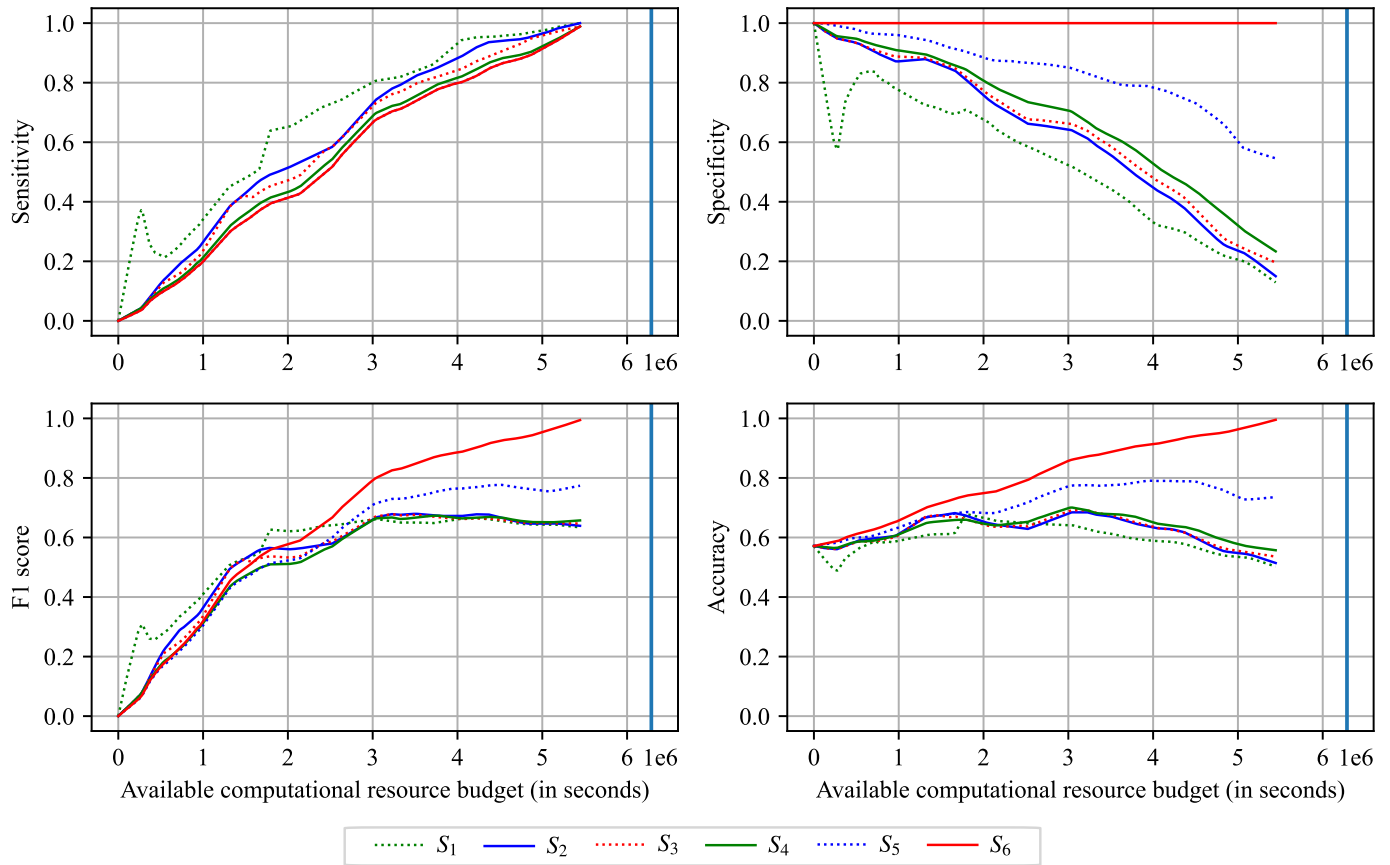 1.0
0.8
0.6
0.4
0.2
0.0
Sensitivity
0 1 2 3 4 5 6 1e6
1.0
0.8
0.6
0.4
0.2
0.0
Specificity
0 1 2 3 4 5 6 1e6
1.0
0.8
0.6
0.4
0.2
0.0
F1 score
0 1 2 3 4 5 6 1e6
Available computational resource budget (in seconds)
1.0
0.8
0.6
0.4
0.2
0.0
Accuracy
0 1 2 3 4 5 6 1e6
Available computational resource budget (in seconds)
S1 S2 S3 S4 S5 S6